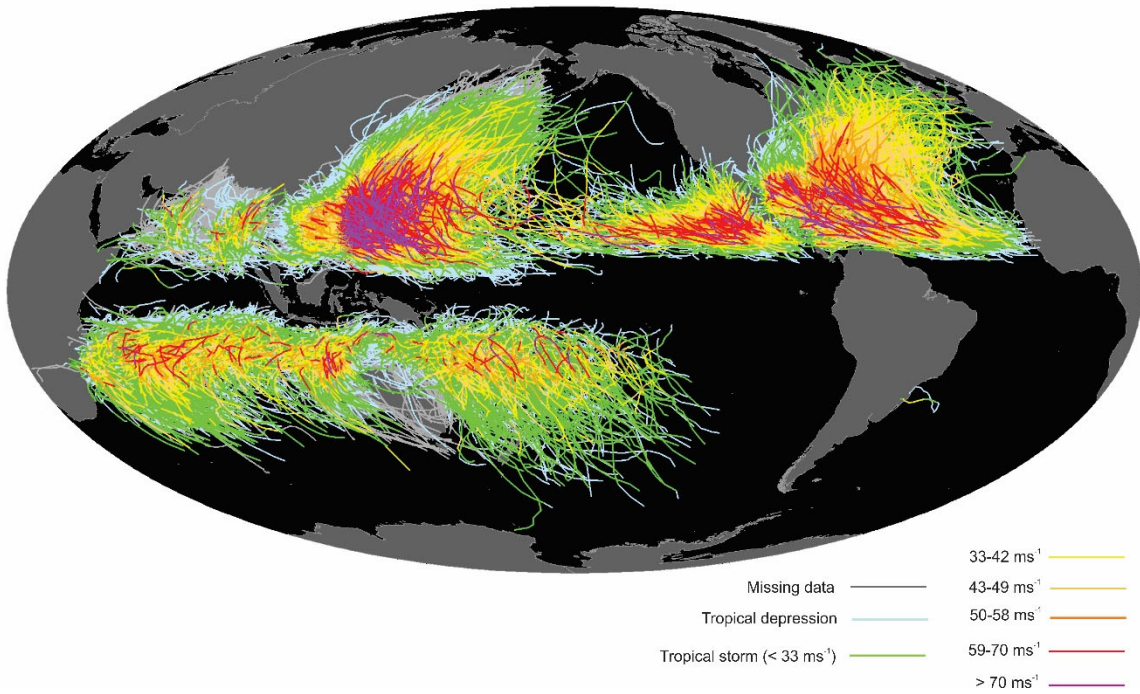 Missing data
Tropical depression
Tropical storm (< 33 ms⁻¹)
33-42 ms⁻¹
43-49 ms⁻¹
50-58 ms⁻¹
59-70 ms⁻¹
> 70 ms⁻¹